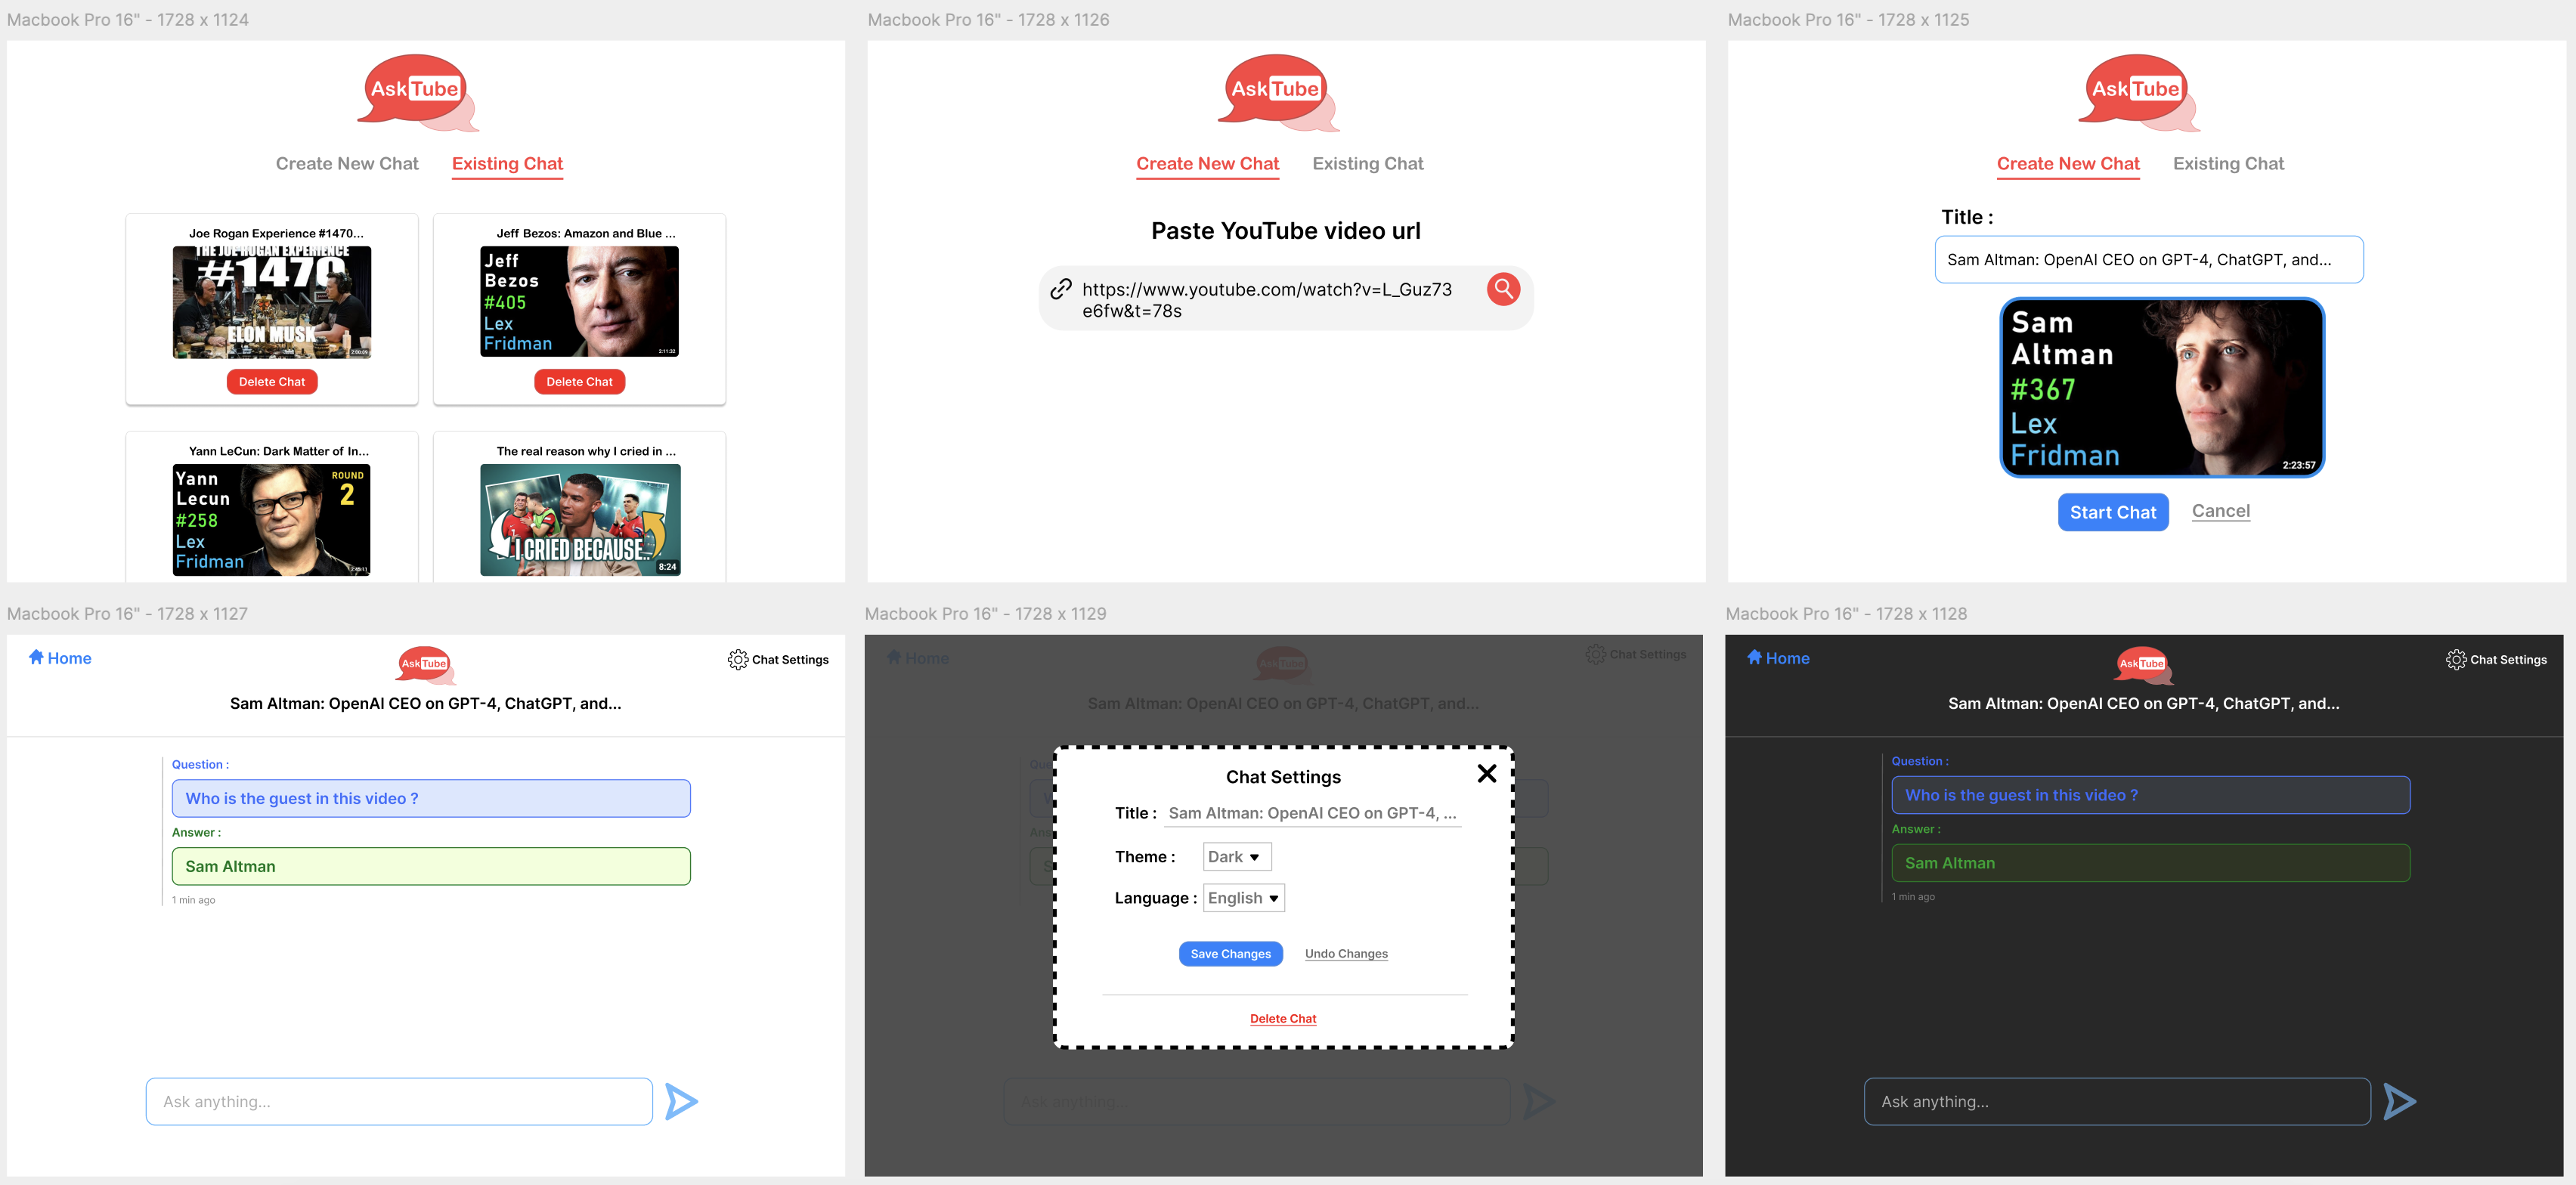 Macbook Pro 16" - 1728 x 1124
AskTube
Create New Chat Existing Chat
Joe Rogan Experience #1470...
THE JOE ROGAN EXPERIENCE
#1470
ELON MUSK
2:00:09
Delete Chat
Jeff Bezos: Amazon and Blue ...
Jeff
Bezos
#405
Lex
Fridman
2:11:32
Delete Chat
Yann LeCun: Dark Matter of In...
Yann
Lecun
#258
Lex
Fridman
ROUND
2
The real reason why I cried in ...
I CRIED BECAUSE..
8:24
Macbook Pro 16" - 1728 x 1126
AskTube
Create New Chat Existing Chat
Paste YouTube video url
https://www.youtube.com/watch?v=L_Guz73
e6fw&t=78s
Macbook Pro 16" - 1728 x 1125
AskTube
Create New Chat Existing Chat
Title :
Sam Altman: OpenAI CEO on GPT-4, ChatGPT, and...
Sam
Altman
#367
Lex
Fridman
2:23:57
Start Chat Cancel
Macbook Pro 16" - 1728 x 1127
Home
AskTube
Chat Settings
Sam Altman: OpenAI CEO on GPT-4, ChatGPT, and...
Question :
Who is the guest in this video ?
Answer :
Sam Altman
1 min ago
Ask anything...
Macbook Pro 16" - 1728 x 1129
Home
AskTube
Chat Settings
Sam Altman: OpenAI CEO on GPT-4, ChatGPT, and...
Chat Settings
Title : Sam Altman: OpenAI CEO on GPT-4, ...
Theme : Dark
Language : English
Save Changes Undo Changes
Delete Chat
Ask anything...
Macbook Pro 16" - 1728 x 1128
Home
AskTube
Chat Settings
Sam Altman: OpenAI CEO on GPT-4, ChatGPT, and...
Question :
Who is the guest in this video ?
Answer :
Sam Altman
1 min ago
Ask anything...